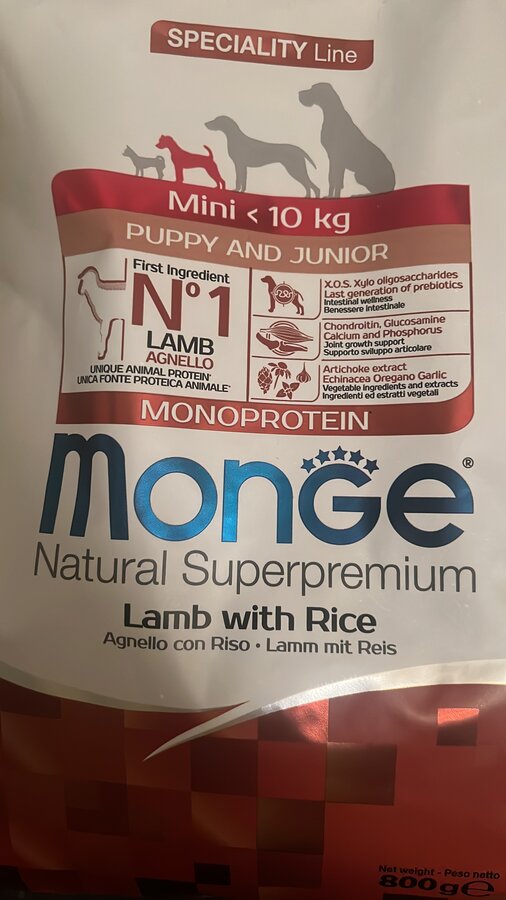 SPECIALITY Line
Mini < 10 kg
PUPPY AND JUNIOR
First Ingredient
N°1
LAMB
AGNELLO
UNIQUE ANIMAL PROTEIN*
UNICA FONTE PROTEICA ANIMALE*
X.O.S. Xylo oligosaccharides
Last generation of prebiotics
Intestinal wellness
Benessere intestinale
Chondroitin, Glucosamine
Calcium and Phosphorus
Joint growth support
Supporto sviluppo articolare
Artichoke extract
Echinacea Oregano Garlic
Vegetable ingredients and extracts
Ingredienti ed estratti vegetali
MONOPROTEIN*
monGe®
Natural Superpremium
Lamb with Rice
Agnello con Riso • Lamm mit Reis
Net weight - Peso netto
800g e